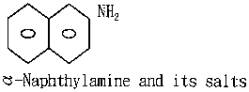 NH₂
α-Naphthylamine and its salts